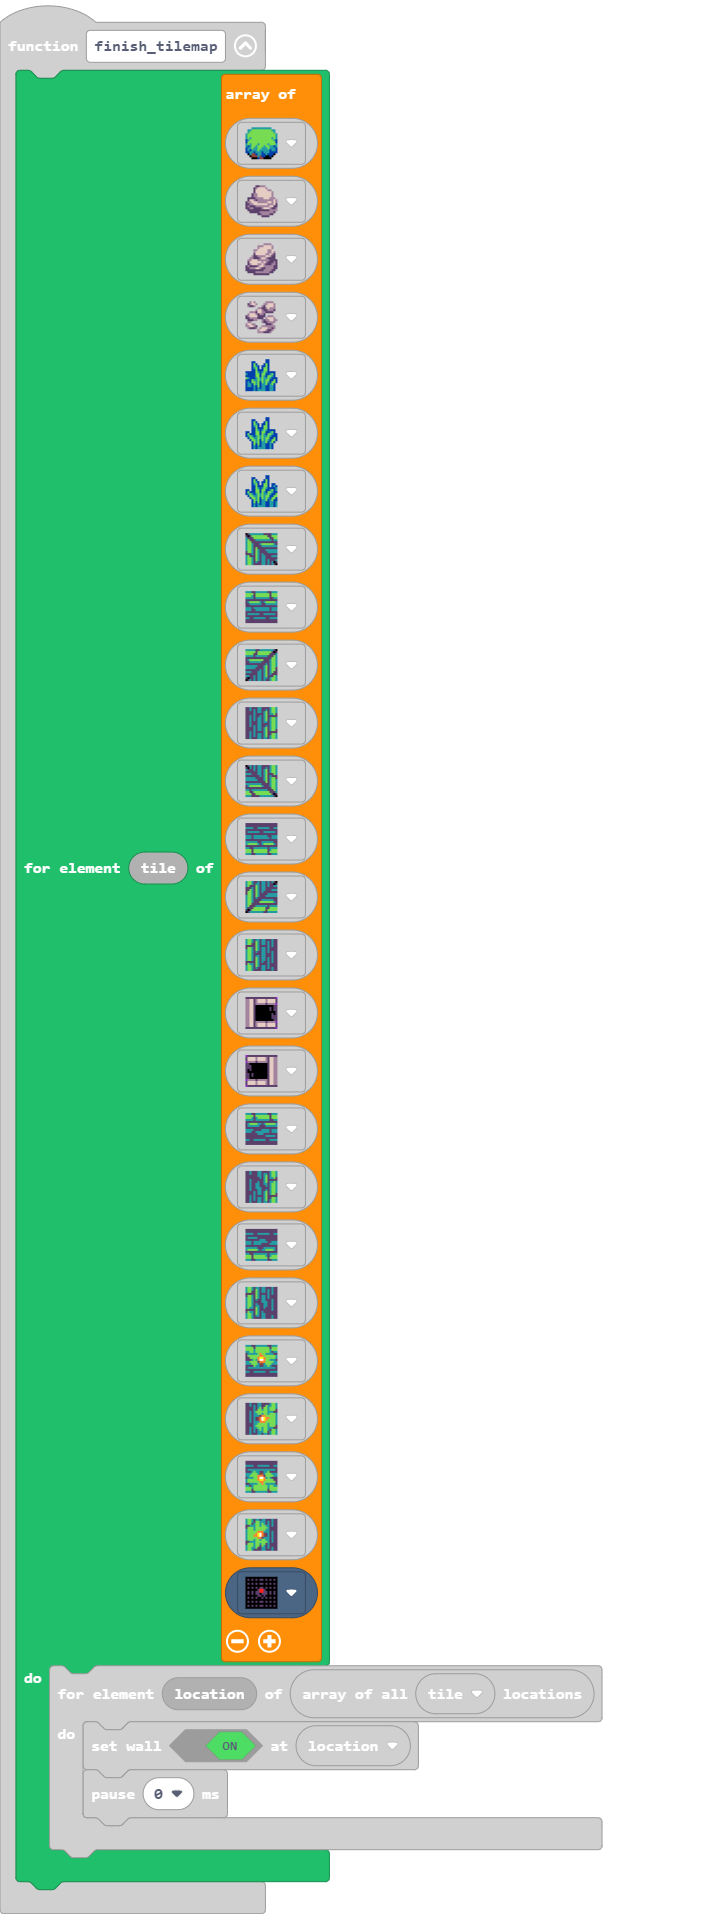 function finish_tilemap
array of
for element tile of
do
for element location of array of all tile locations
do
set wall ON at location
pause 0 ms